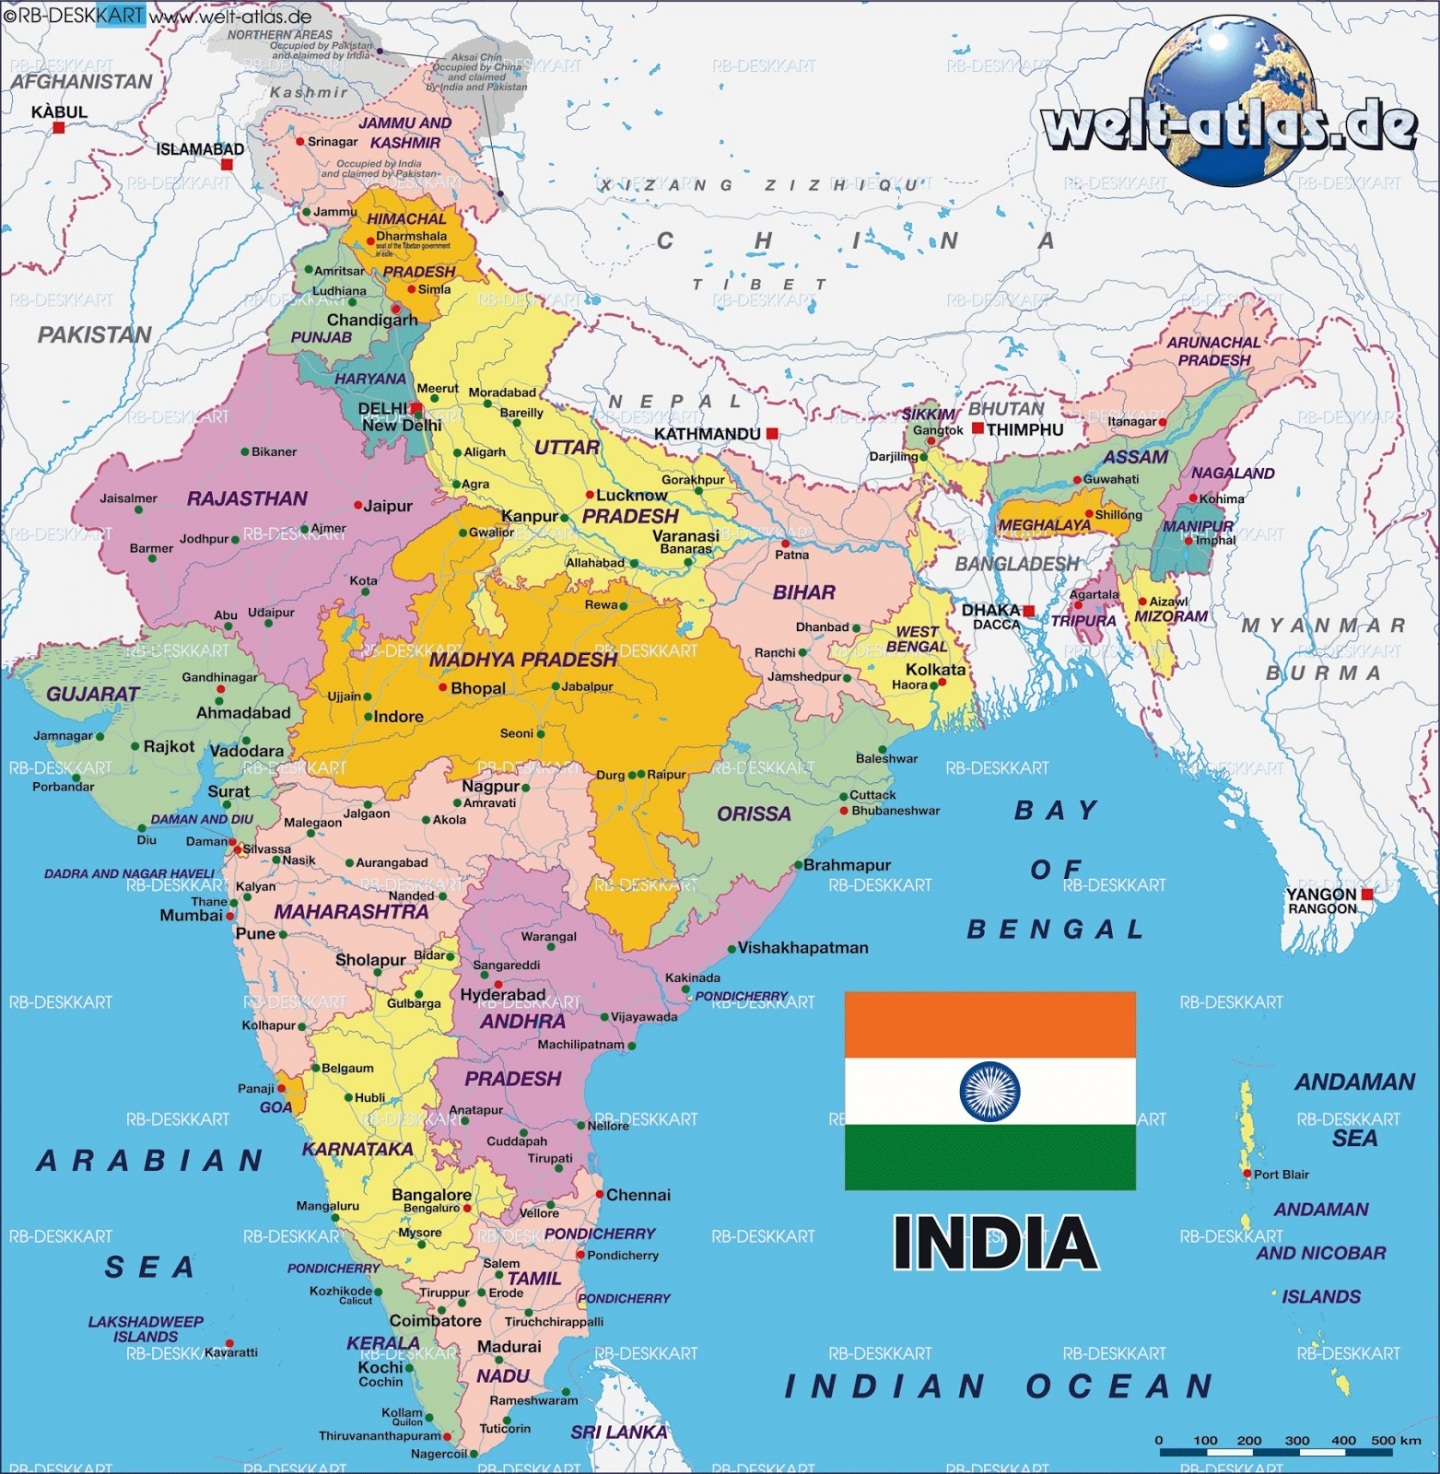 ©RB-DESKKART www.welt-atlas.de
NORTHERN AREAS
Occupied by Pakistan
and claimed by India
Aksai Chin
Occupied by China
and claimed
by India and Pakistan
Kashmir
AFGHANISTAN
KÀBUL
ISLAMABAD
welt-atlas.de
JAMMU AND
KASHMIR
Srinagar
Occupied by India
and claimed by Pakistan
Jammu
XIZANG ZIZHIQU
CHINA
TIBET
HIMACHAL
Dharmshala
seat of the Tibetan government
in exile
PRADESH
Simla
Amritsar
Ludhiana
Chandigarh
PUNJAB
PAKISTAN
HARYANA
DELHI
New Delhi
Meerut
Moradabad
Bareilly
NEPAL
KATHMANDU
SIKKIM
Gangtok
Darjiling
BHUTAN
THIMPHU
ARUNACHAL
PRADESH
Itanagar
ASSAM
Guwahati
NAGALAND
Kohima
MEGHALAYA
Shillong
MANIPUR
Imphal
Bikaner
RAJASTHAN
Jaisalmer
Jaipur
Ajmer
Jodhpur
Barmer
Kota
Abu
Udaipur
Aligarh
Agra
UTTAR
PRADESH
Lucknow
Gorakhpur
Kanpur
Gwalior
Varanasi
Banaras
Allahabad
Patna
BIHAR
Rewa
Dhanbad
Ranchi
Jamshedpur
BANGLADESH
DHAKA
DACCA
Agartala
TRIPURA
Aizawl
MIZORAM
MYANMAR
BURMA
WEST
BENGAL
Kolkata
Haora
MADHYA PRADESH
Bhopal
Jabalpur
Ujjain
Indore
Seoni
Durg
Raipur
GUJARAT
Gandhinagar
Ahmadabad
Jamnagar
Rajkot
Vadodara
Porbandar
Surat
DAMAN AND DIU
Diu
Daman
Silvassa
DADRA AND NAGAR HAVELI
Nagpur
Amravati
Jalgaon
Malegaon
Akola
Nasik
Aurangabad
Kalyan
Thane
Mumbai
Nanded
MAHARASHTRA
Pune
Sholapur
Bidar
Gulbarga
Kolhapur
Baleshwar
Cuttack
Bhubaneshwar
ORISSA
Brahmapur
Vishakhapatman
Kakinada
PONDICHERRY
Warangal
Sangareddi
Hyderabad
ANDHRA
PRADESH
Vijayawada
Machilipatnam
BAY
OF
BENGAL
YANGON
RANGOON
Belgaum
Panaji
GOA
Hubli
KARNATAKA
Anatapur
Cuddapah
Nellore
Tirupati
Bangalore
Bengaluro
Mangaluru
Mysore
Chennai
Vellore
PONDICHERRY
Pondicherry
ARABIAN
SEA
PONDICHERRY
Kozhikode
Calicut
Salem
TAMIL
NADU
Tiruppur
Erode
PONDICHERRY
Coimbatore
Tiruchchirappalli
LAKSHADWEEP
ISLANDS
Kavaratti
KERALA
Kochi
Cochin
Madurai
Rameshwaram
Kollam
Quilon
Tuticorin
Thiruvananthapuram
Nagercoil
SRI LANKA
INDIA
ANDAMAN
SEA
Port Blair
ANDAMAN
AND NICOBAR
ISLANDS
INDIAN OCEAN
0 100 200 300 400 500 km